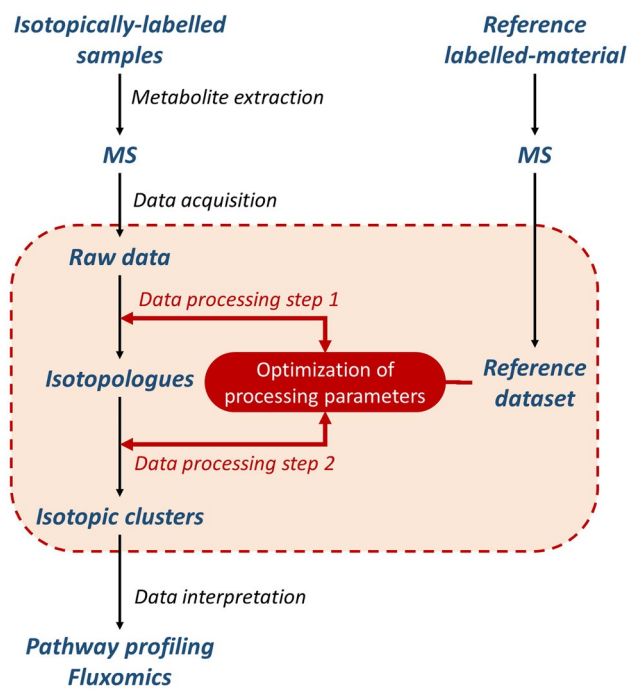 Isotopically-labelled
samples
Reference
labelled-material
Metabolite extraction
MS
MS
Data acquisition
Raw data
Data processing step 1
Isotopologues
Optimization of
processing parameters
Reference
dataset
Data processing step 2
Isotopic clusters
Data interpretation
Pathway profiling
Fluxomics